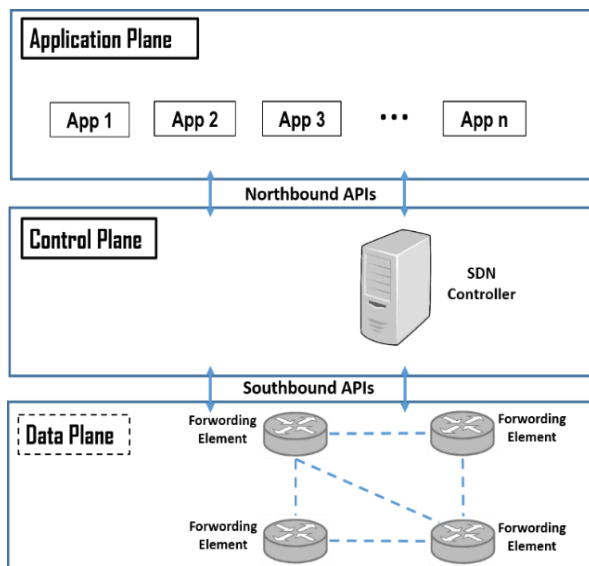 Application Plane
App 1
App 2
App 3
...
App n
Northbound APIs
Control Plane
SDN
Controller
Southbound APIs
Data Plane
Forwording
Element
Forwording
Element
Forwording
Element
Forwording
Element